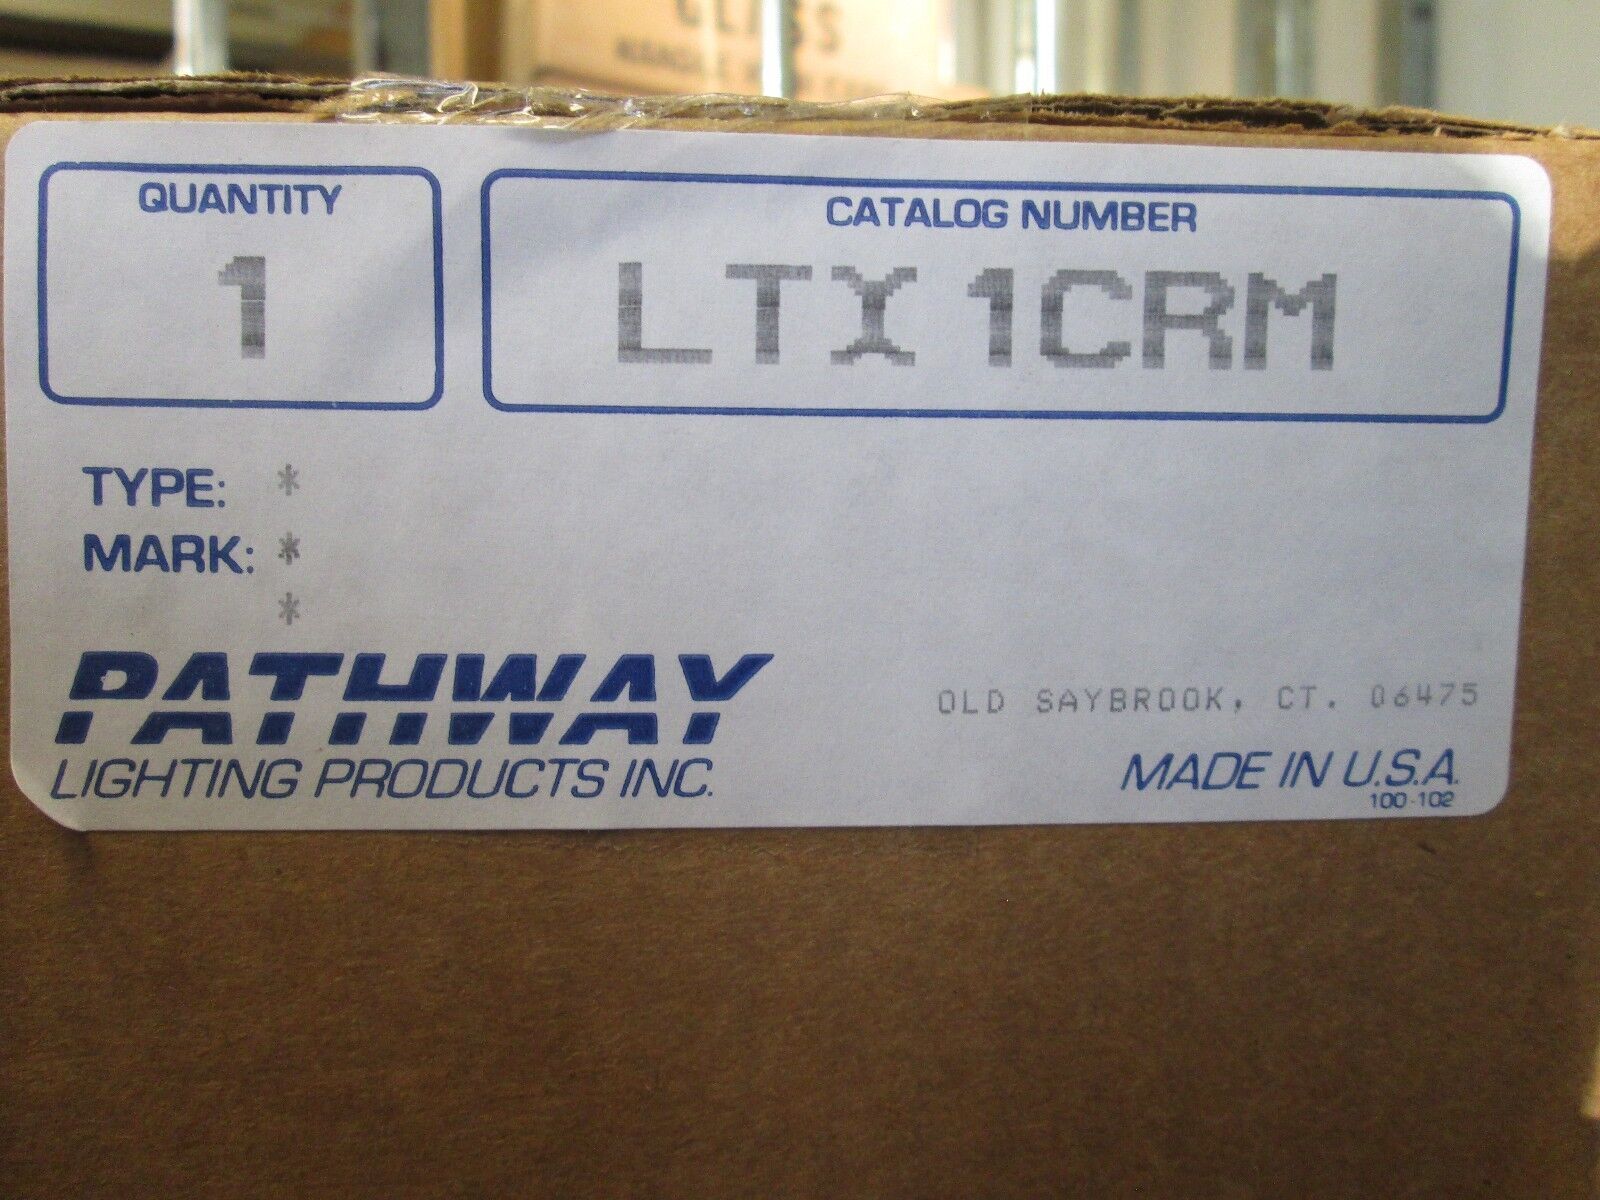 GLASS
QUANTITY
1
CATALOG NUMBER
LTX1CRM
TYPE: *
MARK: *
*
PATHWAY
LIGHTING PRODUCTS INC.
OLD SAYBROOK, CT. 06475
MADE IN U.S.A.
100-102